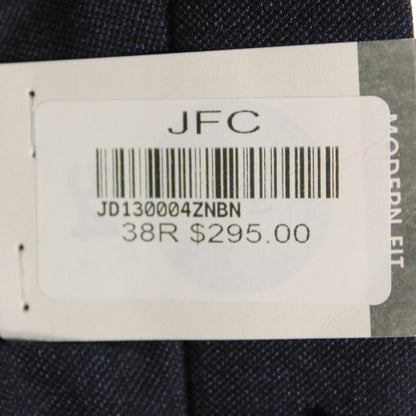 JFC
JD130004ZNBN
38R $295.00
MODERN FIT